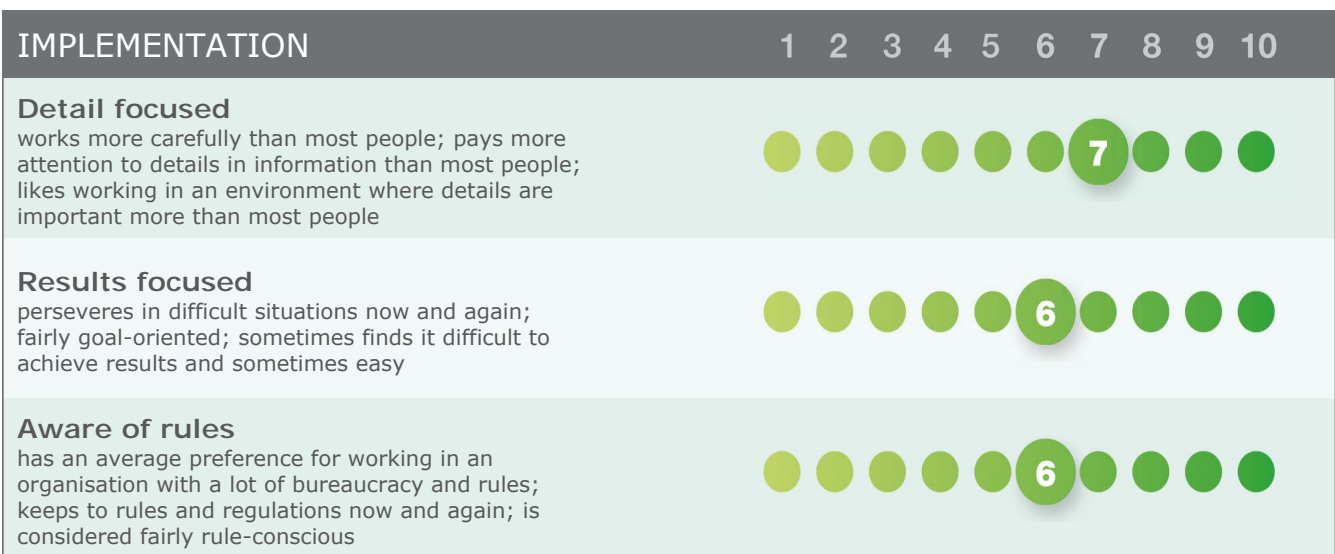 IMPLEMENTATION 1 2 3 4 5 6 7 8 9 10
Detail focused
works more carefully than most people; pays more
attention to details in information than most people;
likes working in an environment where details are
important more than most people
7
Results focused
perseveres in difficult situations now and again;
fairly goal-oriented; sometimes finds it difficult to
achieve results and sometimes easy
6
Aware of rules
has an average preference for working in an
organisation with a lot of bureaucracy and rules;
keeps to rules and regulations now and again; is
considered fairly rule-conscious
6